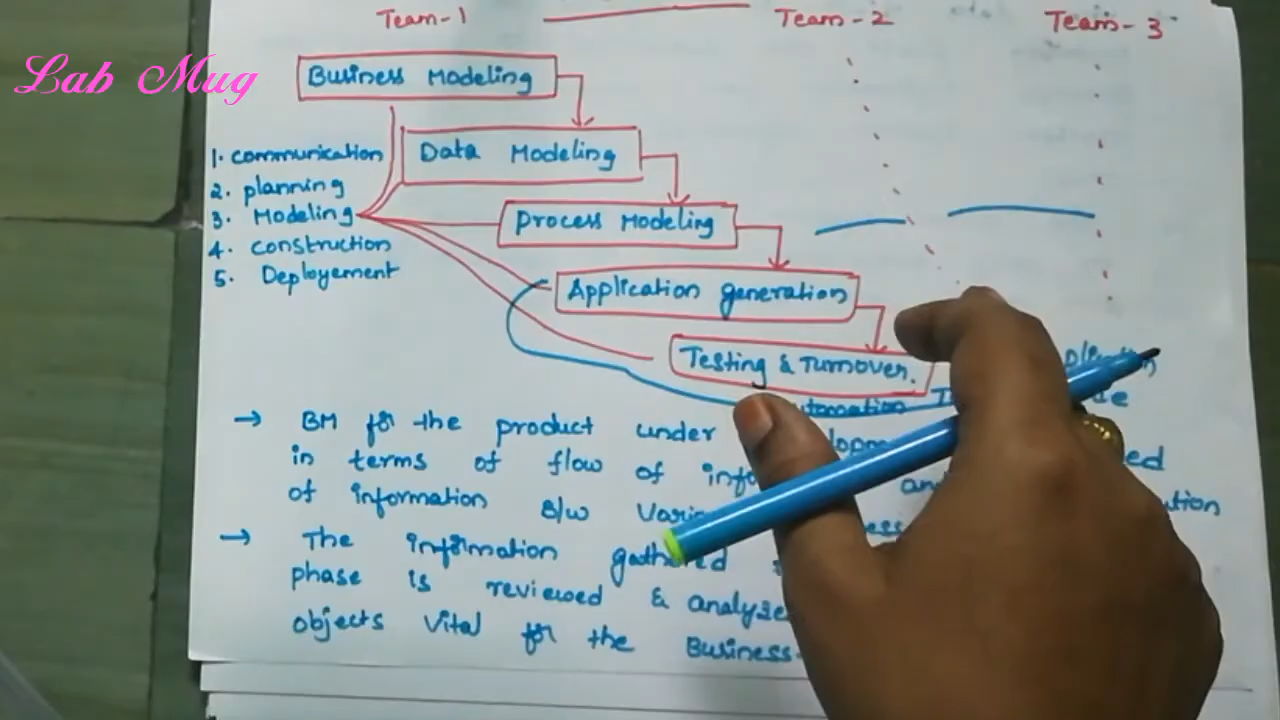 Team-1 Team-2 Team-3
Lab Mug
Business Modeling
Data Modeling
1. communication
2. planning
3. Modeling
4. construction
5. Deployement
Process Modeling
Application generation
Testing & Turnover.
→ BM for the product under
in terms of flow of
of information B/w
→ The information gathered
phase is reviewed & analyze
objects vital for the Business